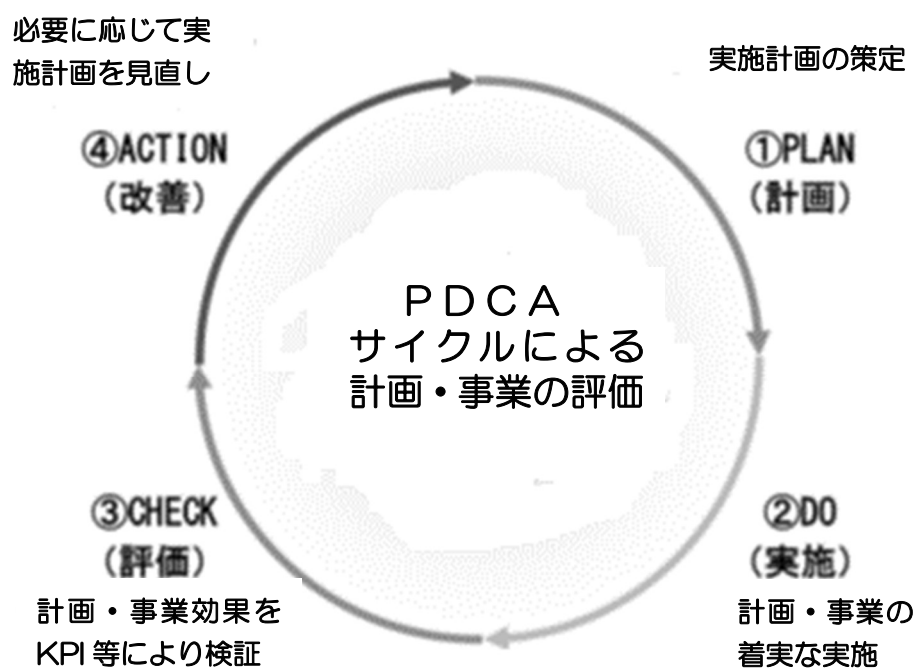 必要に応じて実
施計画を見直し
④ACTION
(改善)
実施計画の策定
①PLAN
(計画)
PDCA
サイクルによる
計画・事業の評価
③CHECK
(評価)
計画・事業効果を
KPI等により検証
②DO
(実施)
計画・事業の
着実な実施